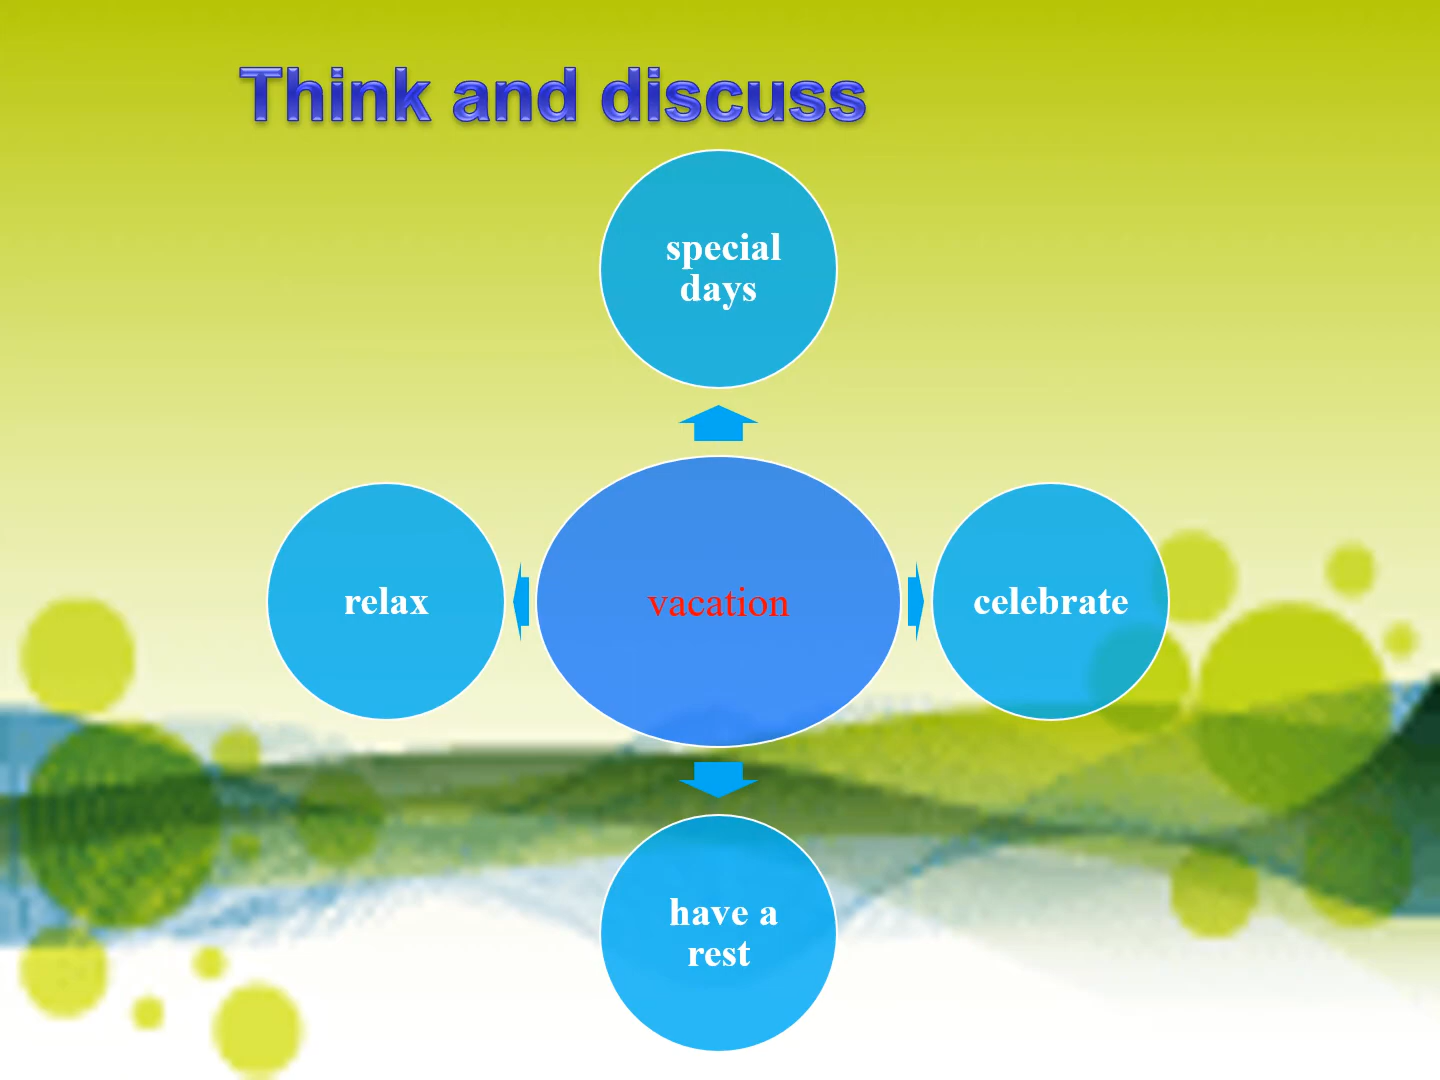 Think and discuss
special
days
relax
vacation
celebrate
have a
rest